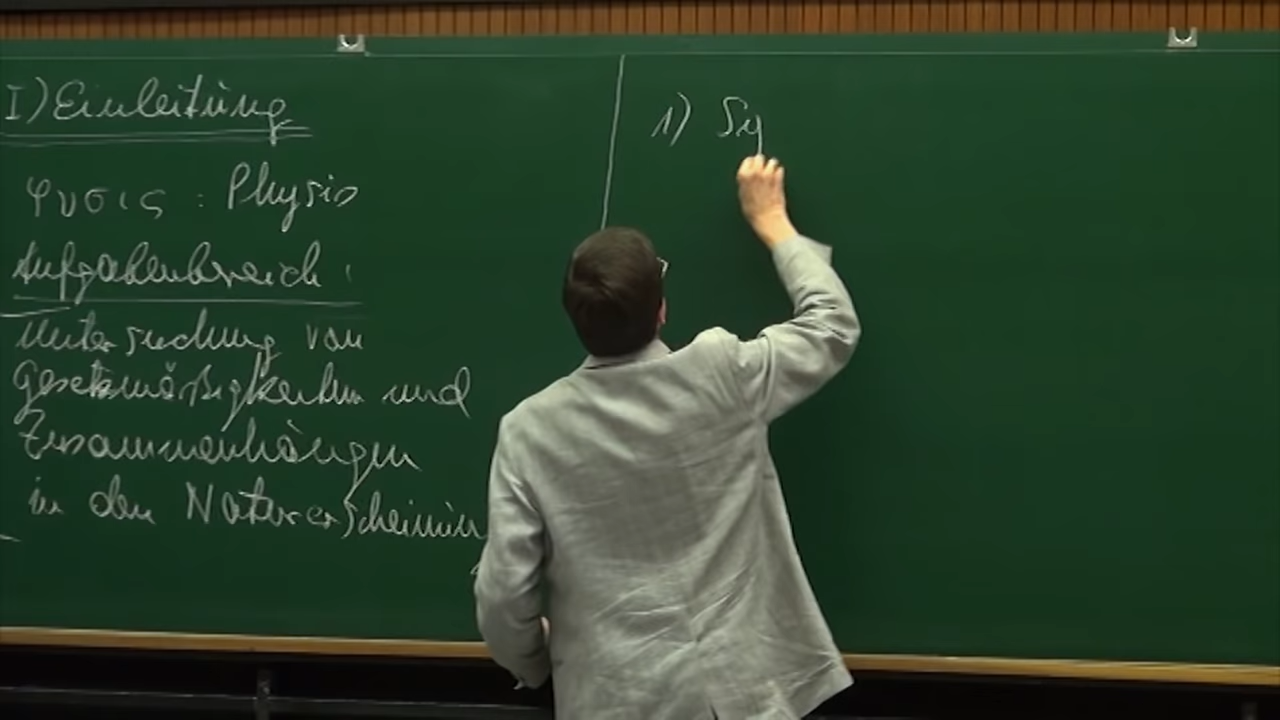 I) Einleitung
φυσις : Physis
Aufgabenbereich :
Untersuchung von
Gesetzmäßigkeiten und
Zusammenhängen
in den Naturerscheinun
1) Sy